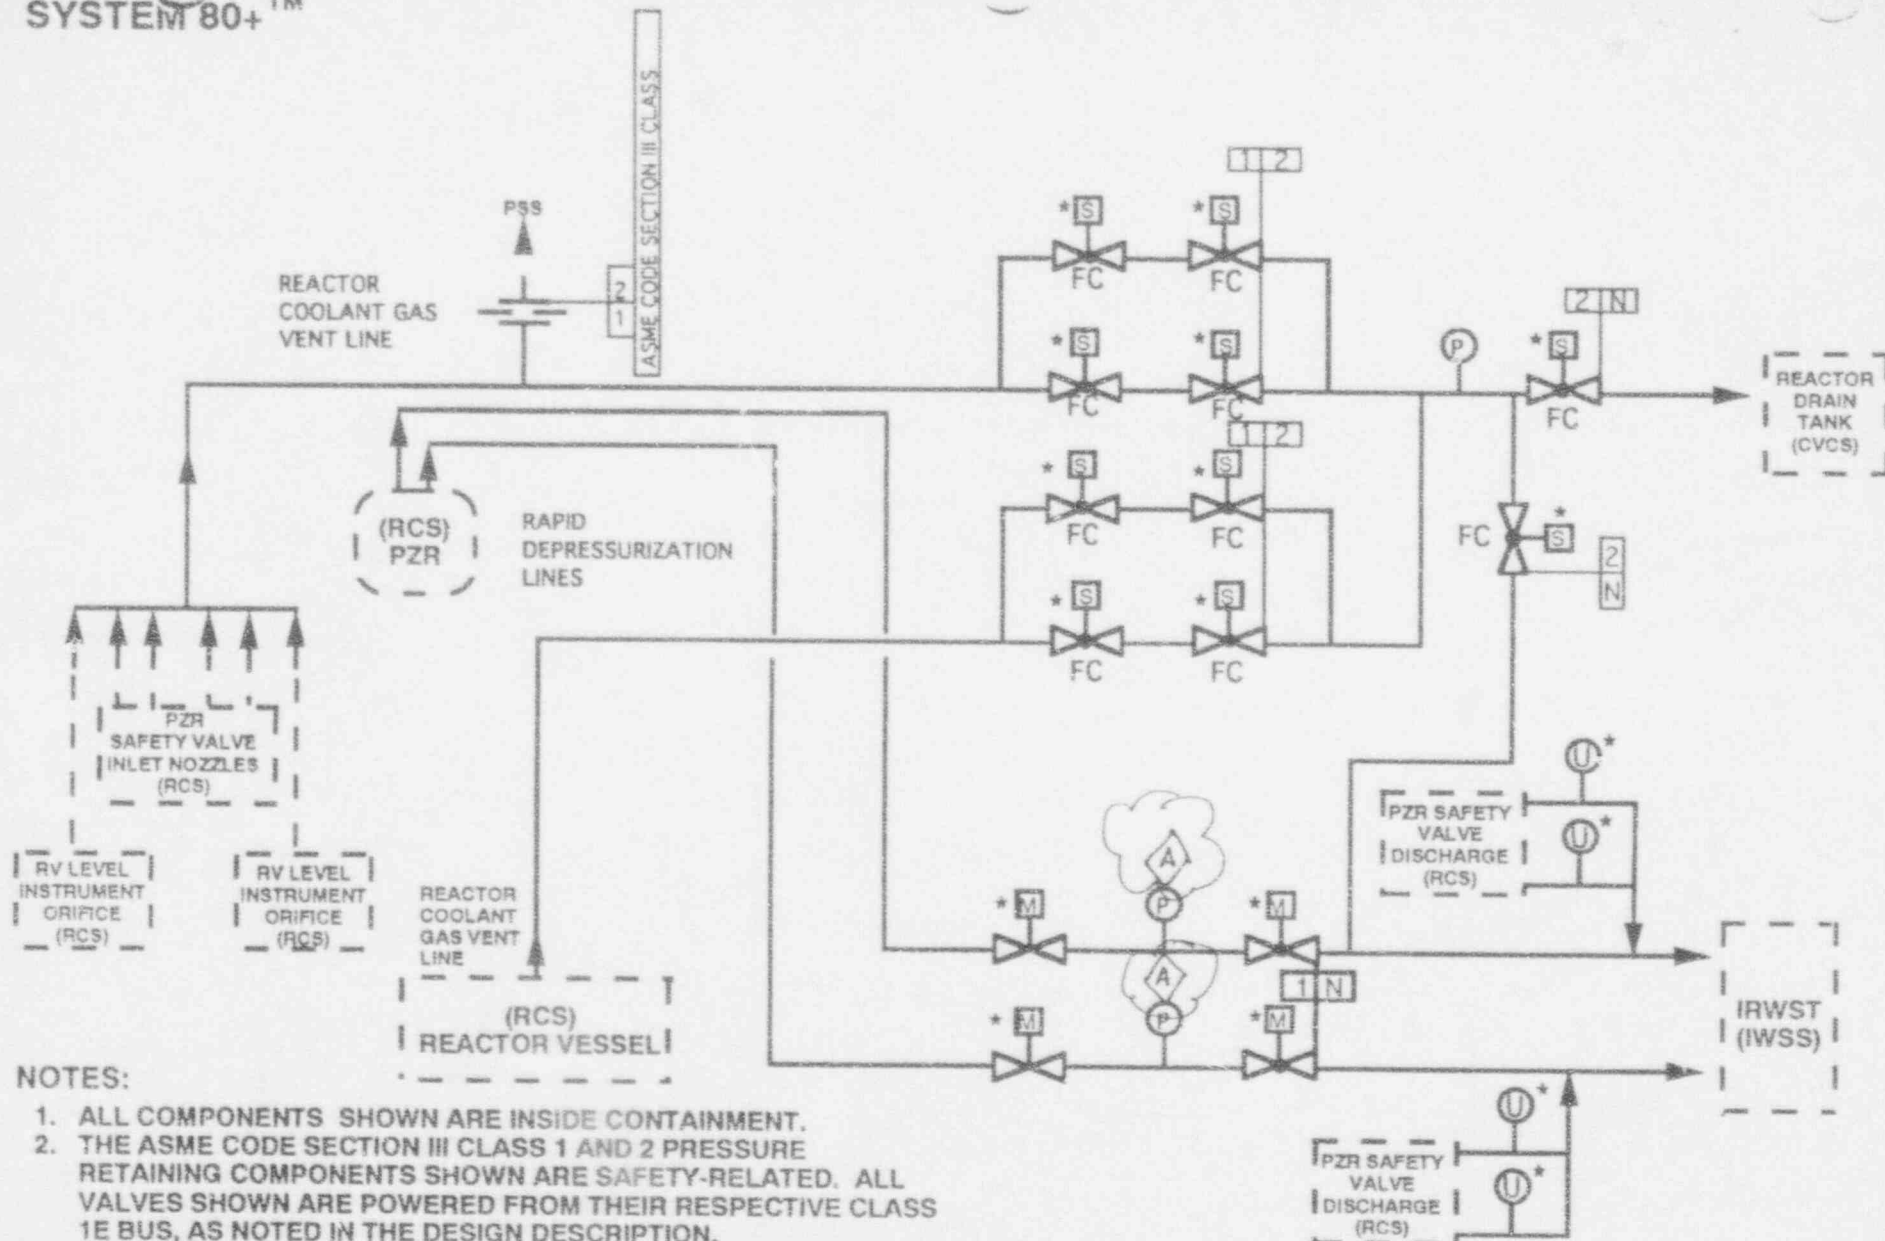 SYSTEM 80+™
ASME CODE SECTION III CLASS
PSS
2
1
REACTOR
COOLANT GAS
VENT LINE
1 2
* S
* S
FC
FC
* S
* S
FC
FC
P
* S
2 N
FC
REACTOR
DRAIN
TANK
(CVCS)
1 2
* S
* S
FC
FC
* S
* S
FC
FC
FC
S
*
2
N
(RCS)
PZR
RAPID
DEPRESSURIZATION
LINES
PZR
SAFETY VALVE
INLET NOZZLES
(RCS)
RV LEVEL
INSTRUMENT
ORIFICE
(RCS)
RV LEVEL
INSTRUMENT
ORIFICE
(RCS)
REACTOR
COOLANT
GAS VENT
LINE
(RCS)
REACTOR VESSEL
U *
U *
PZR SAFETY
VALVE
DISCHARGE
(RCS)
A
P
* M
* M
A
P
1 N
* M
* M
IRWST
(IWSS)
U *
U *
PZR SAFETY
VALVE
DISCHARGE
(RCS)
NOTES:
1. ALL COMPONENTS SHOWN ARE INSIDE CONTAINMENT.
2. THE ASME CODE SECTION III CLASS 1 AND 2 PRESSURE
RETAINING COMPONENTS SHOWN ARE SAFETY-RELATED. ALL
VALVES SHOWN ARE POWERED FROM THEIR RESPECTIVE CLASS
1E BUS, AS NOTED IN THE DESIGN DESCRIPTION.